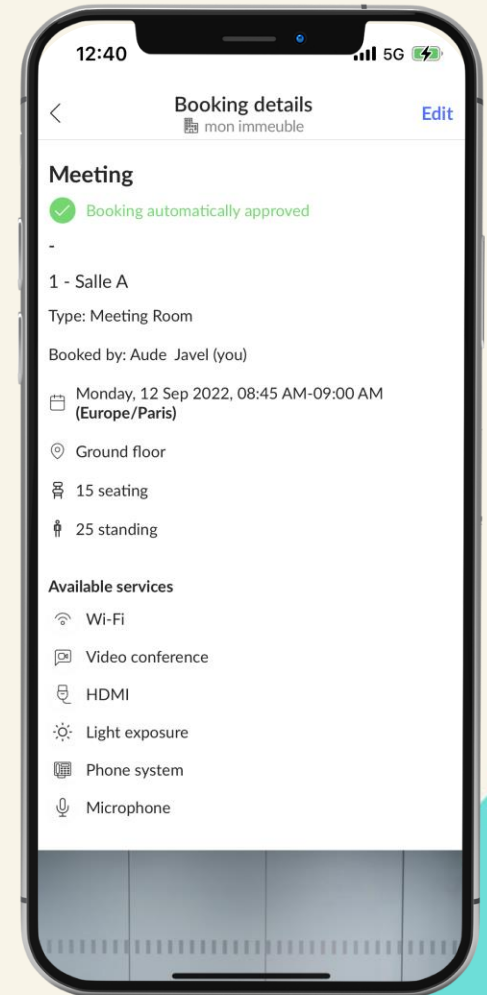 12:40
5G
Booking details
Edit
mon immeuble
Meeting
Booking automatically approved
-
1 - Salle A
Type: Meeting Room
Booked by: Aude  Javel (you)
Monday, 12 Sep 2022, 08:45 AM-09:00 AM
(Europe/Paris)
Ground floor
15 seating
25 standing
Available services
Wi-Fi
Video conference
HDMI
Light exposure
Phone system
Microphone